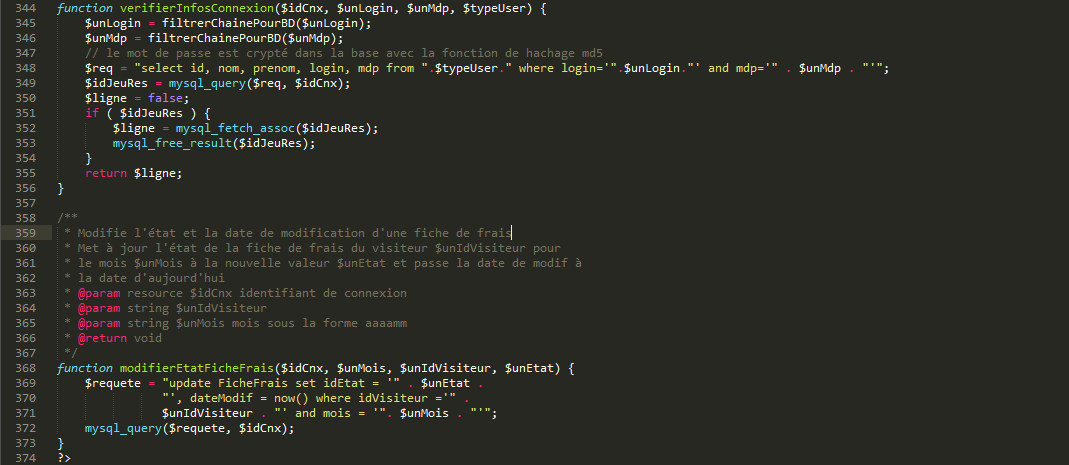 344 function verifierInfosConnexion($idCnx, $unLogin, $unMdp, $typeUser) {
345 $unLogin = filtrerChainePourBD($unLogin);
346 $unMdp = filtrerChainePourBD($unMdp);
347 // le mot de passe est crypté dans la base avec la fonction de hachage md5
348 $req = "select id, nom, prenom, login, mdp from ".$typeUser." where login='".$unLogin."' and mdp='" . $unMdp . "'";
349 $idJeuRes = mysql_query($req, $idCnx);
350 $ligne = false;
351 if ( $idJeuRes ) {
352 $ligne = mysql_fetch_assoc($idJeuRes);
353 mysql_free_result($idJeuRes);
354 }
355 return $ligne;
356 }
357
358 /**
359 * Modifie l'état et la date de modification d'une fiche de frais
360 * Met à jour l'état de la fiche de frais du visiteur $unIdVisiteur pour
361 * le mois $unMois à la nouvelle valeur $unEtat et passe la date de modif à
362 * la date d'aujourd'hui
363 * @param resource $idCnx identifiant de connexion
364 * @param string $unIdVisiteur
365 * @param string $unMois mois sous la forme aaaamm
366 * @return void
367 */
368 function modifierEtatFicheFrais($idCnx, $unMois, $unIdVisiteur, $unEtat) {
369 $requete = "update FicheFrais set idEtat = '" . $unEtat .
370 "', dateModif = now() where idVisiteur ='" .
371 $unIdVisiteur . "' and mois = '". $unMois . "'";
372 mysql_query($requete, $idCnx);
373 }
374 ?>